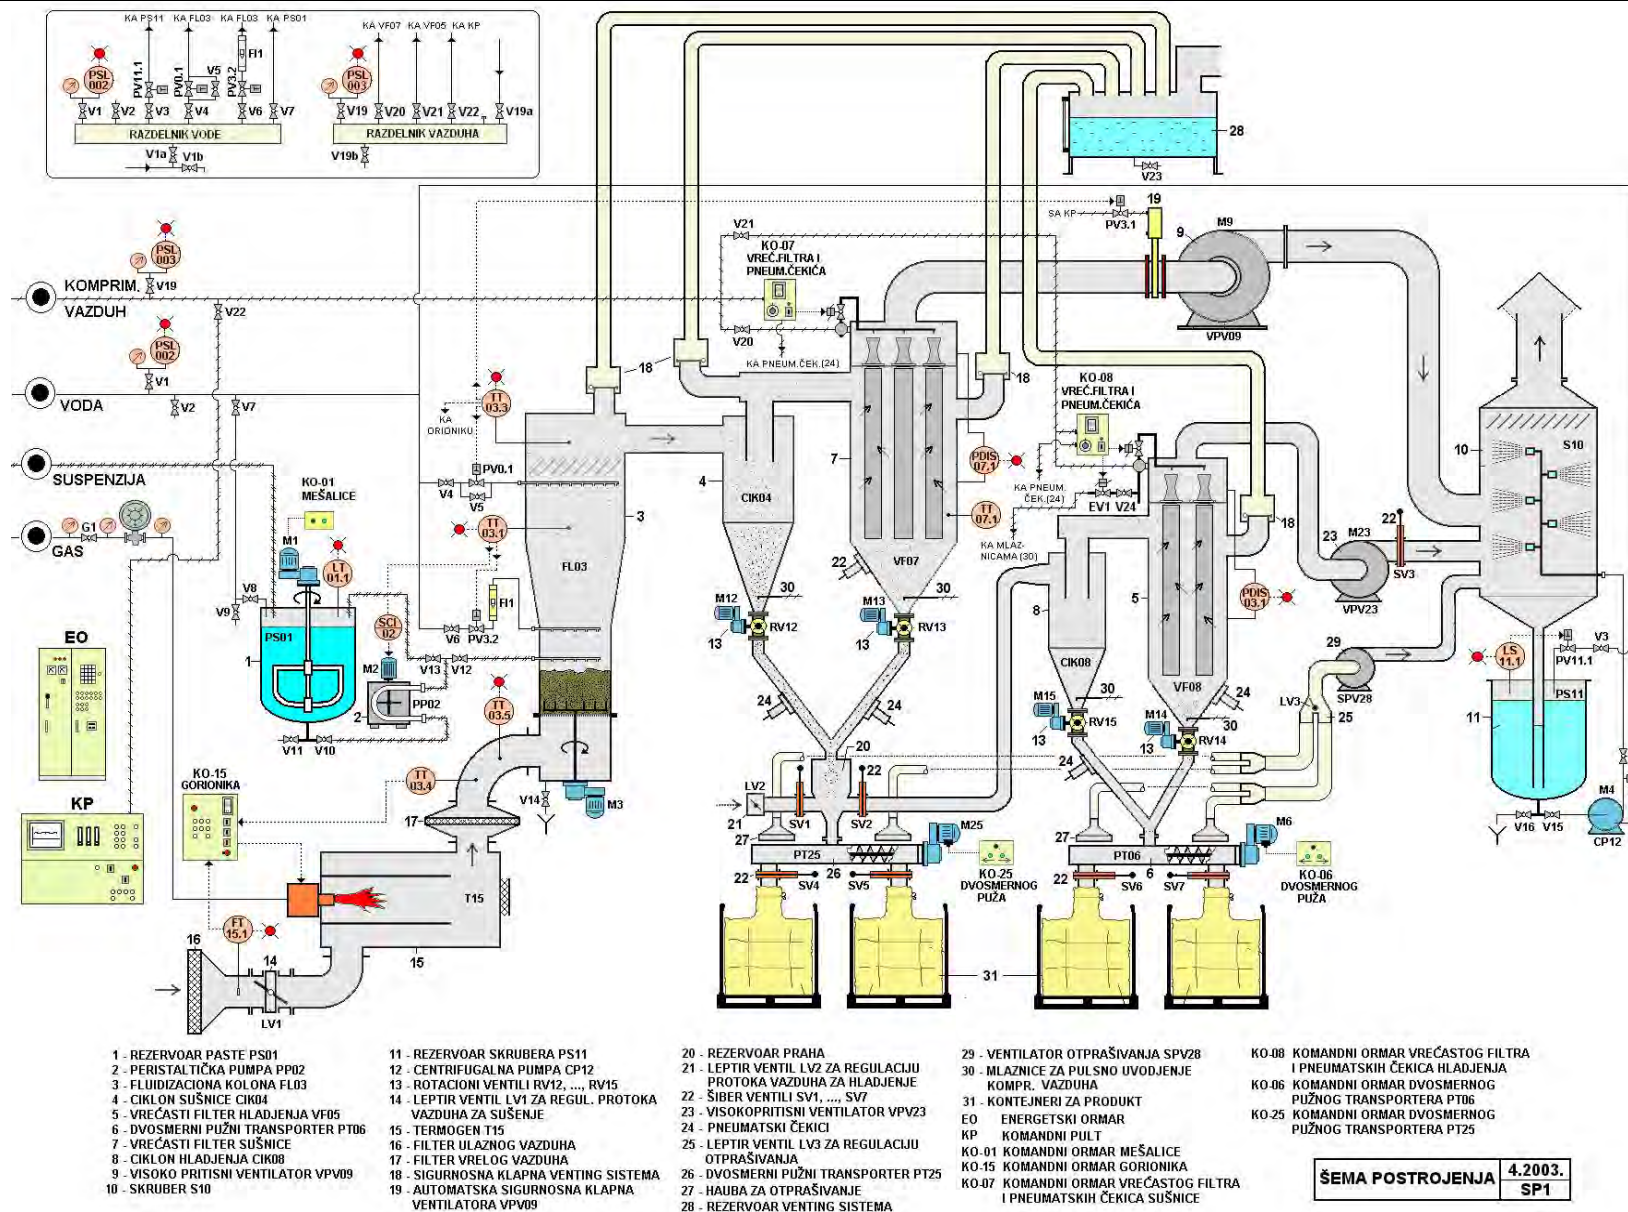 KA PS11 KA FL03 KA FL03 KA PS01
FI1
PSL 002
PV11.1
PV0.1
V5
PV3.2
V1 V2 V3 V4 V6 V7
RAZDELNIK VODE
V1a V1b
KA VF07 KA VF05 KA KP
PSL 003
V19 V20 V21 V22 V19a
RAZDELNIK VAZDUHA
V19b
28
V23
SA KP
PV3.1
19
9
M9
VPV09
V21
KO-07
VREĆ.FILTRA I
PNEUM.ČEKIĆA
V20
KA PNEUM.ČEK.(24)
PSL 003
KOMPRIM.
VAZDUH
V19
V22
PSL 002
V1
VODA
V2
V7
SUSPENZIJA
G1
GAS
KO-01
MEŠALICE
M1
LT 01.1
V8
V9
PS01
1
SCI 02
M2
PP02
2
V11 V10
V13 V12
TT 03.3
KA
ORIONIKU
PV0.1
V4
V5
TT 03.1
FI1
V6 PV3.2
TT 03.5
TT 03.4
FL03
3
18
4
CIK04
7
VF07
PDIS 07.1
TT 07.1
18
KO-08
VREĆ.FILTRA I
PNEUM.ČEKIĆA
KA PNEUM.
ČEK.(24)
EV1 V24
KA MLAZ-
NICAMA (30)
22
30
30
M12
13
RV12
M13
13
RV13
8
CIK08
5
VF08
PDIS 03.1
18
23
M23
VPV23
22
SV3
29
SPV28
LV3
25
10
S10
LS 11.1
V3
PV11.1
PS11
11
M4
V16 V15
CP12
M15
13
RV15
30
M14
13
RV14
30
24
24
24
24
20
22
LV2
21
SV1
SV2
27
PT25
M25
KO-25
DVOSMERNOG
PUŽA
22
SV4
SV5
26
27
PT06
M6
KO-06
DVOSMERNOG
PUŽA
22
SV6
SV7
6
31
EO
KP
KO-15
GORIONIKA
V14
M3
17
T15
15
FT 15.1
16
14
LV1
1 - REZERVOAR PASTE PS01
2 - PERISTALTIČKA PUMPA PP02
3 - FLUIDIZACIONA KOLONA FL03
4 - CIKLON SUŠNICE CIK04
5 - VREĆASTI FILTER HLADJENJA VF05
6 - DVOSMERNI PUŽNI TRANSPORTER PT06
7 - VREĆASTI FILTER SUŠNICE
8 - CIKLON HLADJENJA CIK08
9 - VISOKO PRITISNI VENTILATOR VPV09
10 - SKRUBER S10
11 - REZERVOAR SKRUBERA PS11
12 - CENTRIFUGALNA PUMPA CP12
13 - ROTACIONI VENTILI RV12, ..., RV15
14 - LEPTIR VENTIL LV1 ZA REGUL. PROTOKA
VAZDUHA ZA SUŠENJE
15 - TERMOGEN T15
16 - FILTER ULAZNOG VAZDUHA
17 - FILTER VRELOG VAZDUHA
18 - SIGURNOSNA KLAPNA VENTING SISTEMA
19 - AUTOMATSKA SIGURNOSNA KLAPNA
VENTILATORA VPV09
20 - REZERVOAR PRAHA
21 - LEPTIR VENTIL LV2 ZA REGULACIJU
PROTOKA VAZDUHA ZA HLADJENJE
22 - ŠIBER VENTILI SV1, ..., SV7
23 - VISOKOPRITISNI VENTILATOR VPV23
24 - PNEUMATSKI ČEKICI
25 - LEPTIR VENTIL LV3 ZA REGULACIJU
OTPRAŠIVANJA
26 - DVOSMERNI PUŽNI TRANSPORTER PT25
27 - HAUBA ZA OTPRAŠIVANJE
28 - REZERVOAR VENTING SISTEMA
29 - VENTILATOR OTPRAŠIVANJA SPV28
30 - MLAZNICE ZA PULSNO UVODJENJE
KOMPR. VAZDUHA
31 - KONTEJNERI ZA PRODUKT
EO ENERGETSKI ORMAR
KP KOMANDNI PULT
KO-01 KOMANDNI ORMAR MEŠALICE
KO-15 KOMANDNI ORMAR GORIONIKA
KO-07 KOMANDNI ORMAR VREĆASTOG FILTRA
I PNEUMATSKIH ČEKICA SUŠNICE
KO-08 KOMANDNI ORMAR VREĆASTOG FILTRA
I PNEUMATSKIH ČEKICA HLADJENJA
KO-06 KOMANDNI ORMAR DVOSMERNOG
PUŽNOG TRANSPORTERA PT06
KO-25 KOMANDNI ORMAR DVOSMERNOG
PUŽNOG TRANSPORTERA PT25
ŠEMA POSTROJENJA
4.2003.
SP1